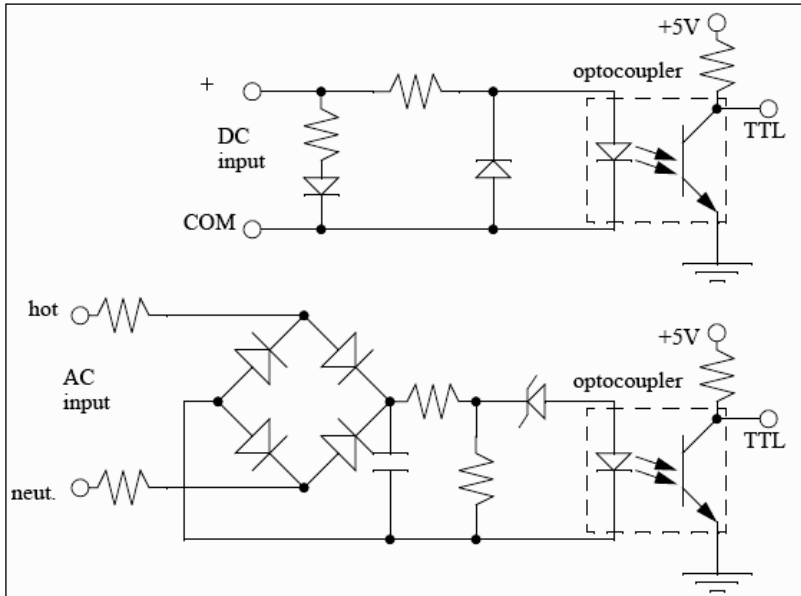 +5V
optocoupler
+
TTL
DC
input
COM
hot
+5V
AC
input
optocoupler
TTL
neut.